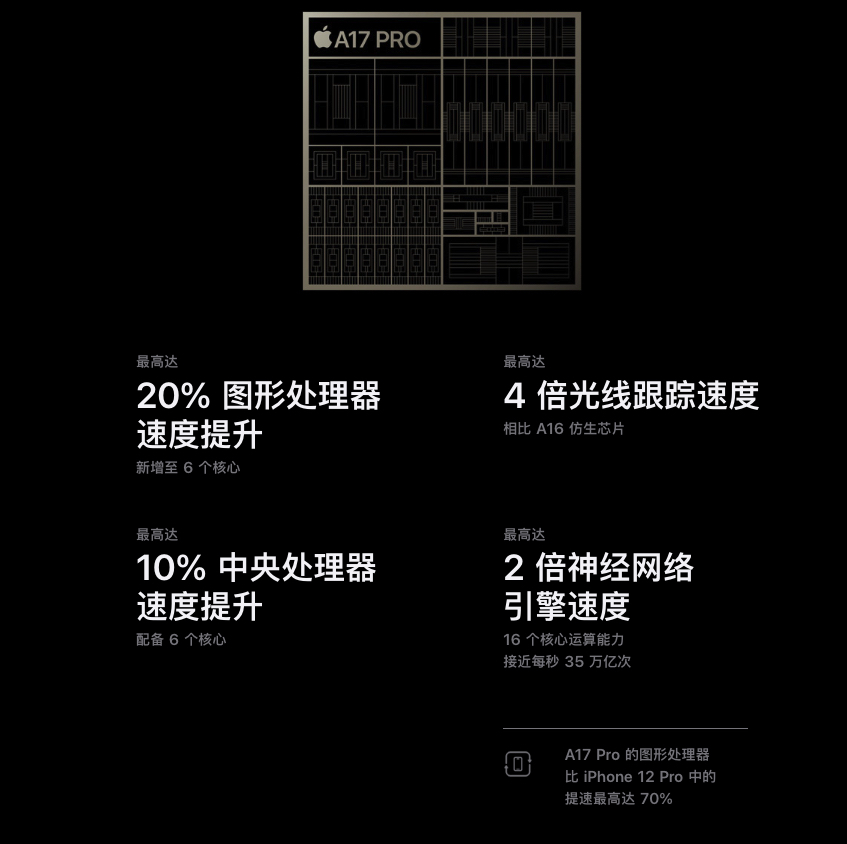 A17 PRO
最高达
20% 图形处理器
速度提升
新增至 6 个核心
最高达
4 倍光线跟踪速度
相比 A16 仿生芯片
最高达
10% 中央处理器
速度提升
配备 6 个核心
最高达
2 倍神经网络
引擎速度
16 个核心运算能力
接近每秒 35 万亿次
A17 Pro 的图形处理器
比 iPhone 12 Pro 中的
提速最高达 70%